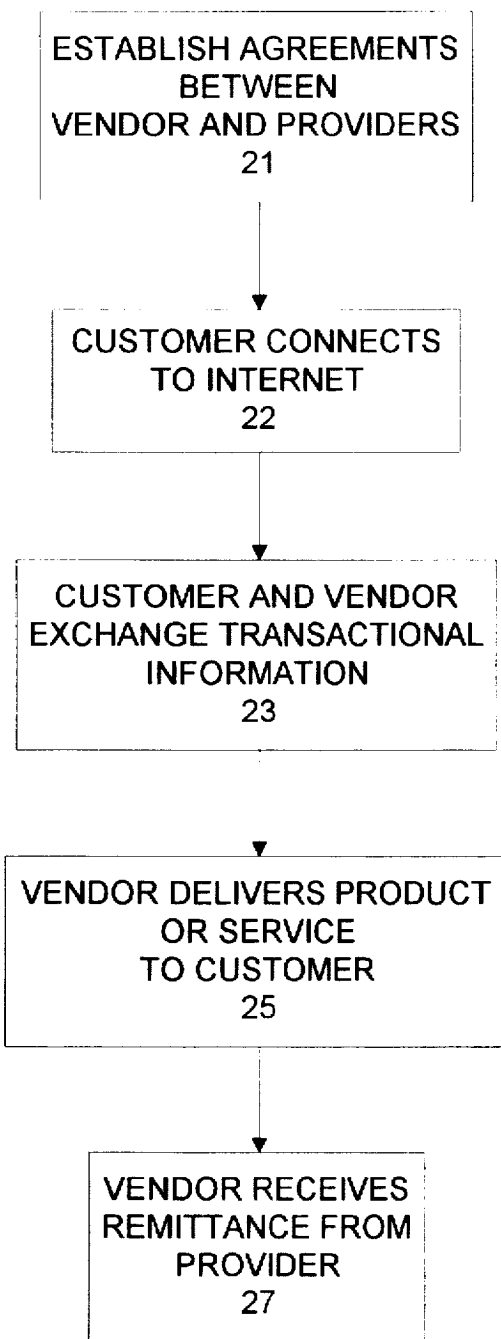 ESTABLISH AGREEMENTS
BETWEEN
VENDOR AND PROVIDERS
21
CUSTOMER CONNECTS
TO INTERNET
22
CUSTOMER AND VENDOR
EXCHANGE TRANSACTIONAL
INFORMATION
23
VENDOR DELIVERS PRODUCT
OR SERVICE
TO CUSTOMER
25
VENDOR RECEIVES
REMITTANCE FROM
PROVIDER
27